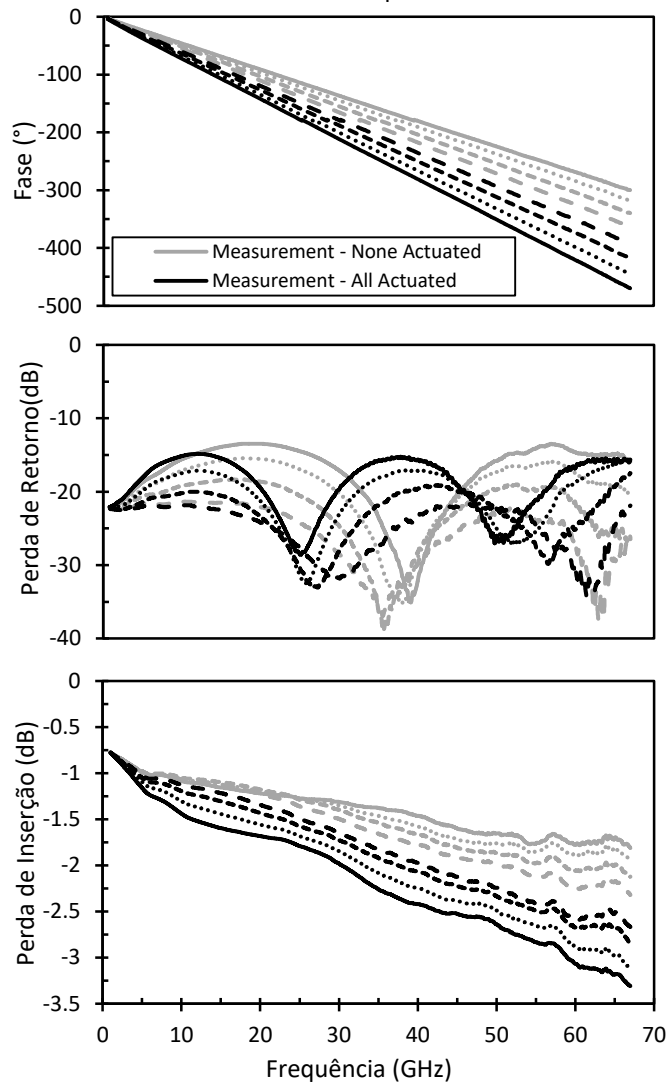 0
-100
-200
-300
-400
-500
Fase (°)
Measurement - None Actuated
Measurement - All Actuated
0
-10
-20
-30
-40
Perda de Retorno(dB)
0
-0.5
-1
-1.5
-2
-2.5
-3
-3.5
Perda de Inserção (dB)
0 10 20 30 40 50 60 70
Frequência (GHz)